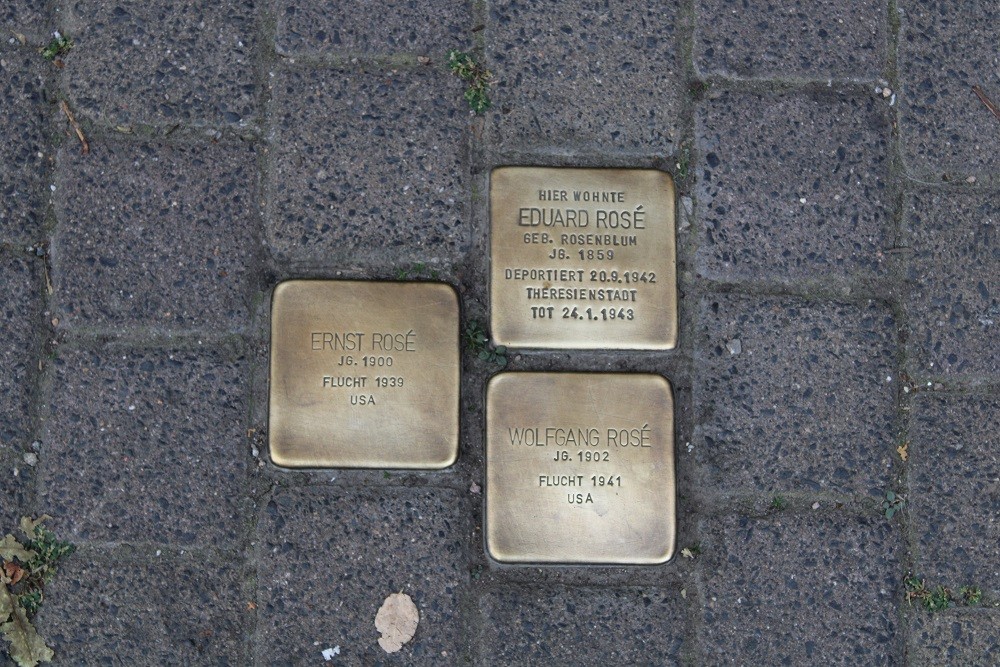 HIER WOHNTE
EDUARD ROSÉ
GEB. ROSENBLUM
JG. 1859
DEPORTIERT 20.9.1942
THERESIENSTADT
TOT 24.1.1943
ERNST ROSÉ
JG. 1900
FLUCHT 1939
USA
WOLFGANG ROSÉ
JG. 1902
FLUCHT 1941
USA